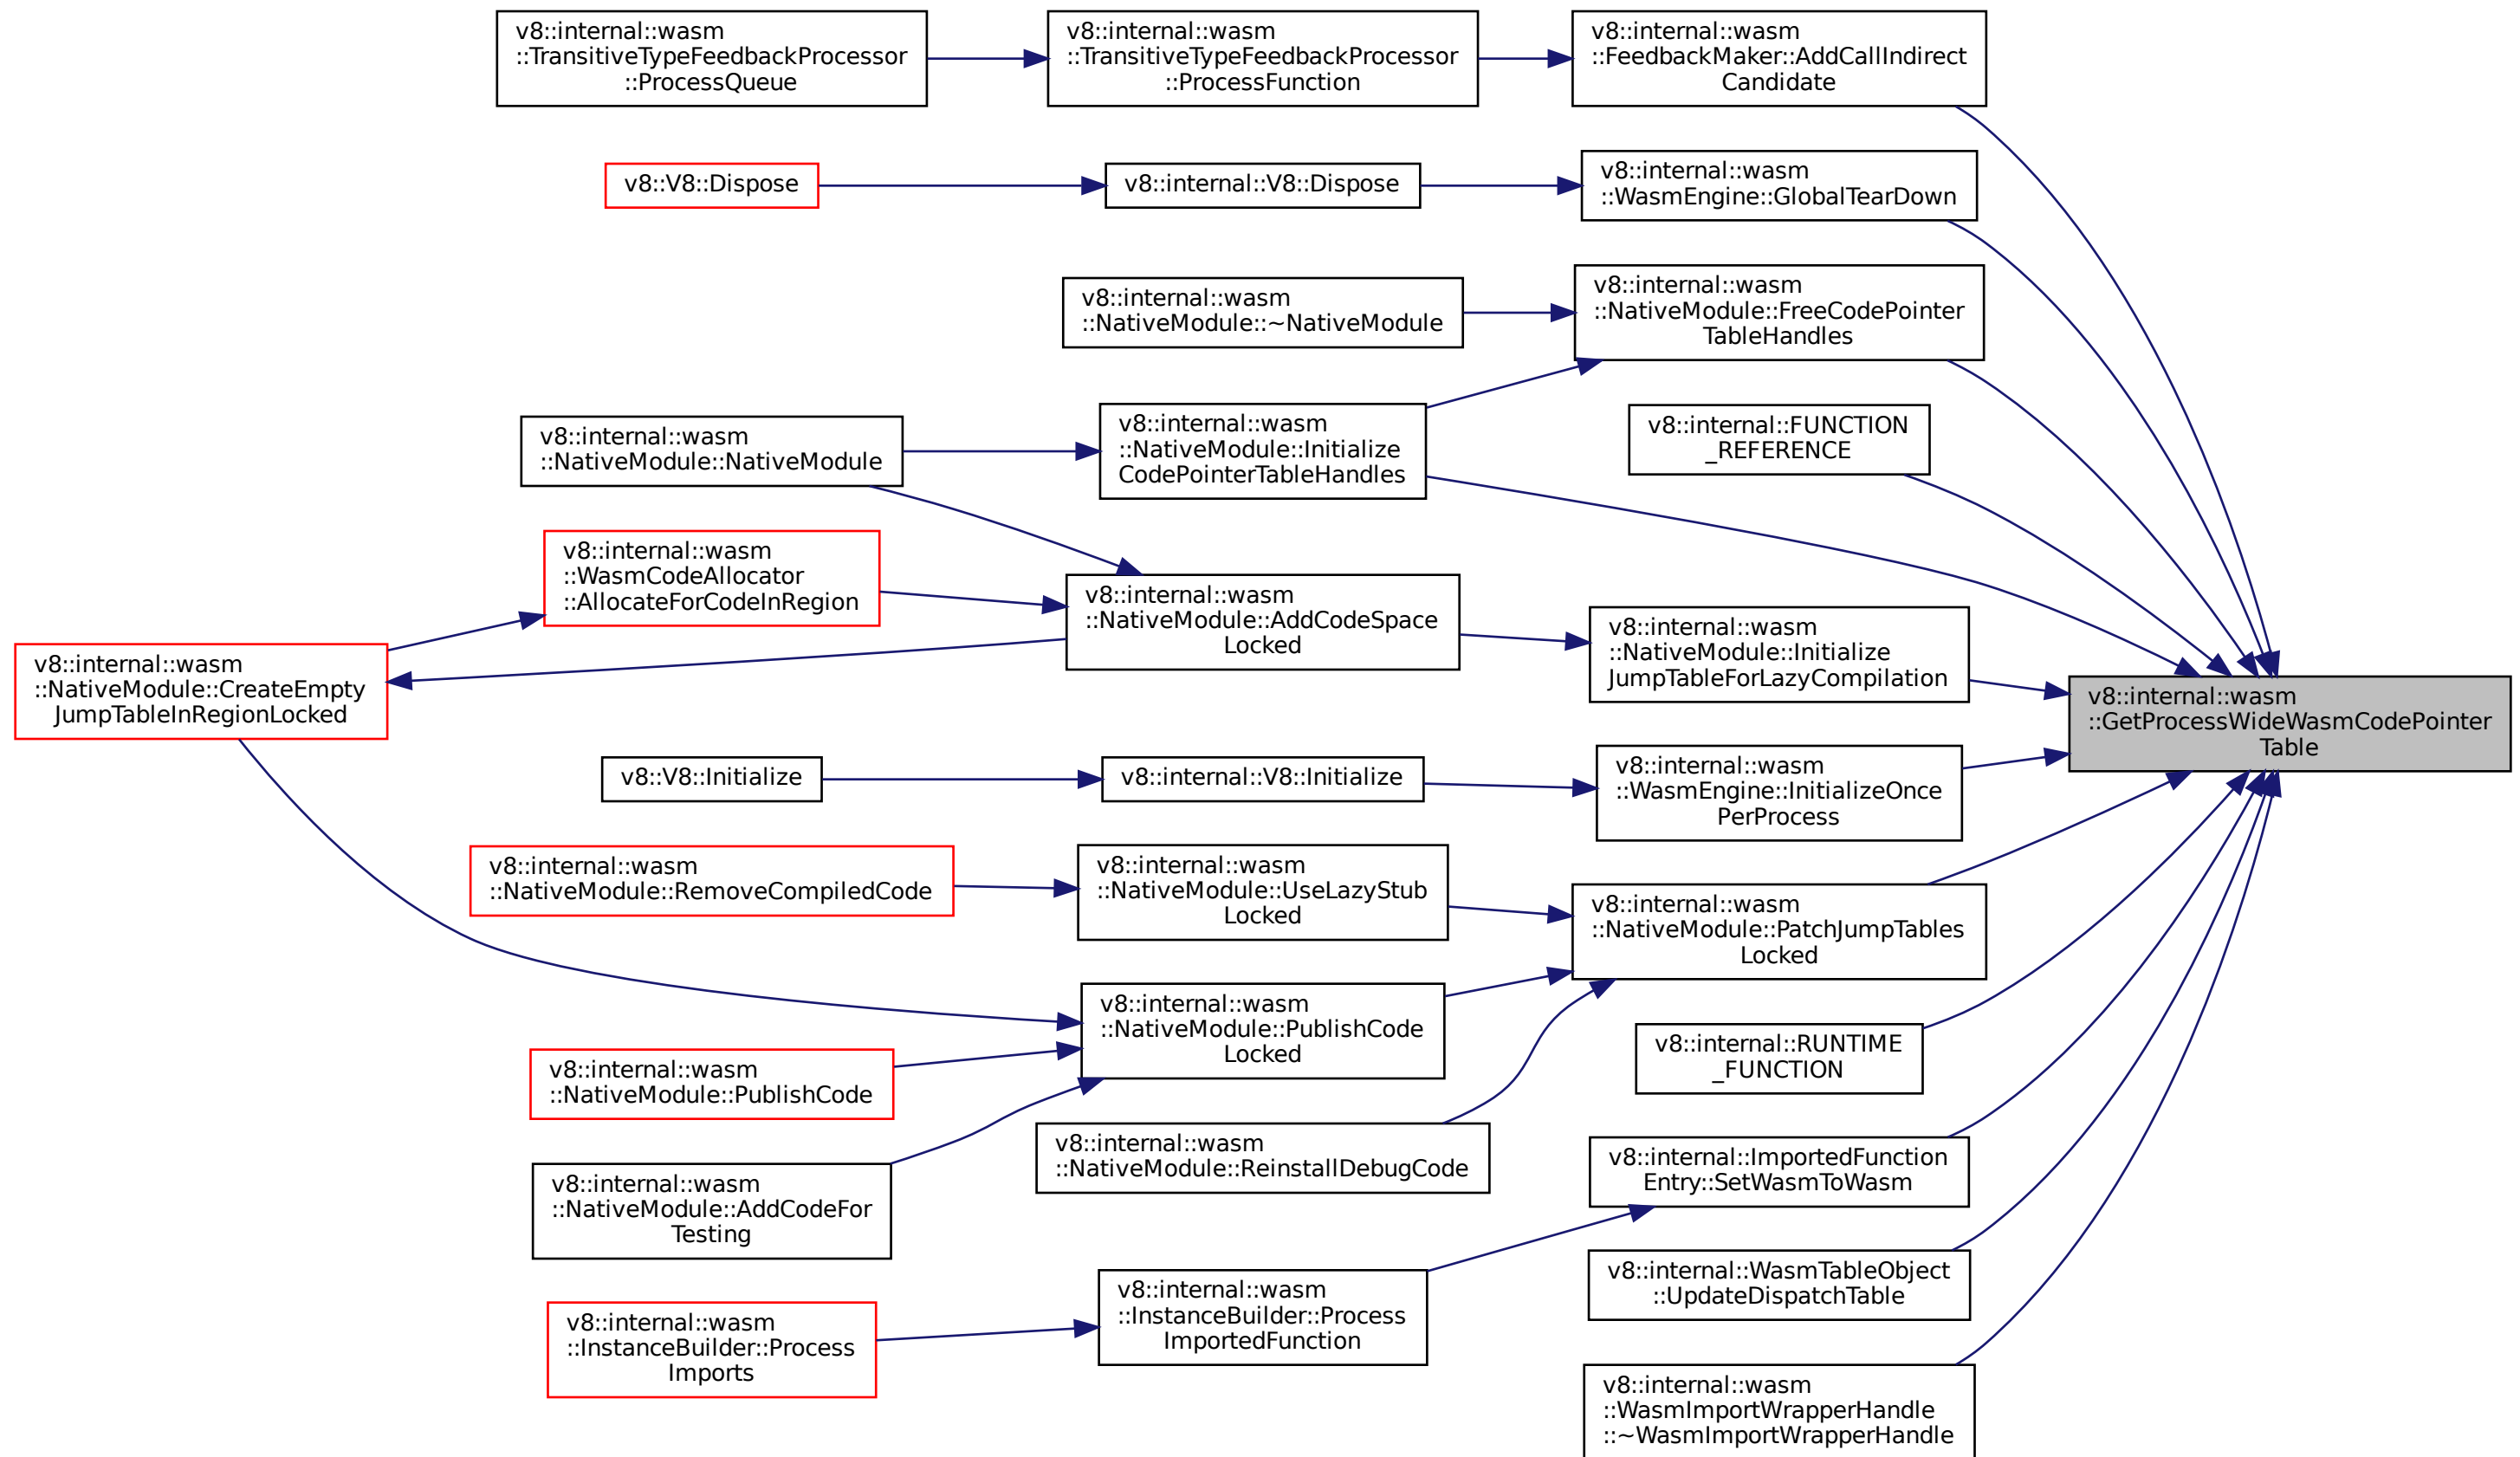 v8::internal::wasm
::TransitiveTypeFeedbackProcessor
::ProcessQueue
v8::internal::wasm
::TransitiveTypeFeedbackProcessor
::ProcessFunction
v8::internal::wasm
::FeedbackMaker::AddCallIndirect
Candidate
v8::V8::Dispose
v8::internal::V8::Dispose
v8::internal::wasm
::WasmEngine::GlobalTearDown
v8::internal::wasm
::NativeModule::~NativeModule
v8::internal::wasm
::NativeModule::FreeCodePointer
TableHandles
v8::internal::wasm
::NativeModule::NativeModule
v8::internal::wasm
::NativeModule::Initialize
CodePointerTableHandles
v8::internal::FUNCTION
_REFERENCE
v8::internal::wasm
::WasmCodeAllocator
::AllocateForCodeInRegion
v8::internal::wasm
::NativeModule::AddCodeSpace
Locked
v8::internal::wasm
::NativeModule::Initialize
JumpTableForLazyCompilation
v8::internal::wasm
::NativeModule::CreateEmpty
JumpTableInRegionLocked
v8::internal::wasm
::GetProcessWideWasmCodePointer
Table
v8::V8::Initialize
v8::internal::V8::Initialize
v8::internal::wasm
::WasmEngine::InitializeOnce
PerProcess
v8::internal::wasm
::NativeModule::RemoveCompiledCode
v8::internal::wasm
::NativeModule::UseLazyStub
Locked
v8::internal::wasm
::NativeModule::PatchJumpTables
Locked
v8::internal::wasm
::NativeModule::PublishCode
Locked
v8::internal::wasm
::NativeModule::PublishCode
v8::internal::RUNTIME
_FUNCTION
v8::internal::wasm
::NativeModule::ReinstallDebugCode
v8::internal::wasm
::NativeModule::AddCodeFor
Testing
v8::internal::ImportedFunction
Entry::SetWasmToWasm
v8::internal::WasmTableObject
::UpdateDispatchTable
v8::internal::wasm
::InstanceBuilder::Process
ImportedFunction
v8::internal::wasm
::InstanceBuilder::Process
Imports
v8::internal::wasm
::WasmImportWrapperHandle
::~WasmImportWrapperHandle